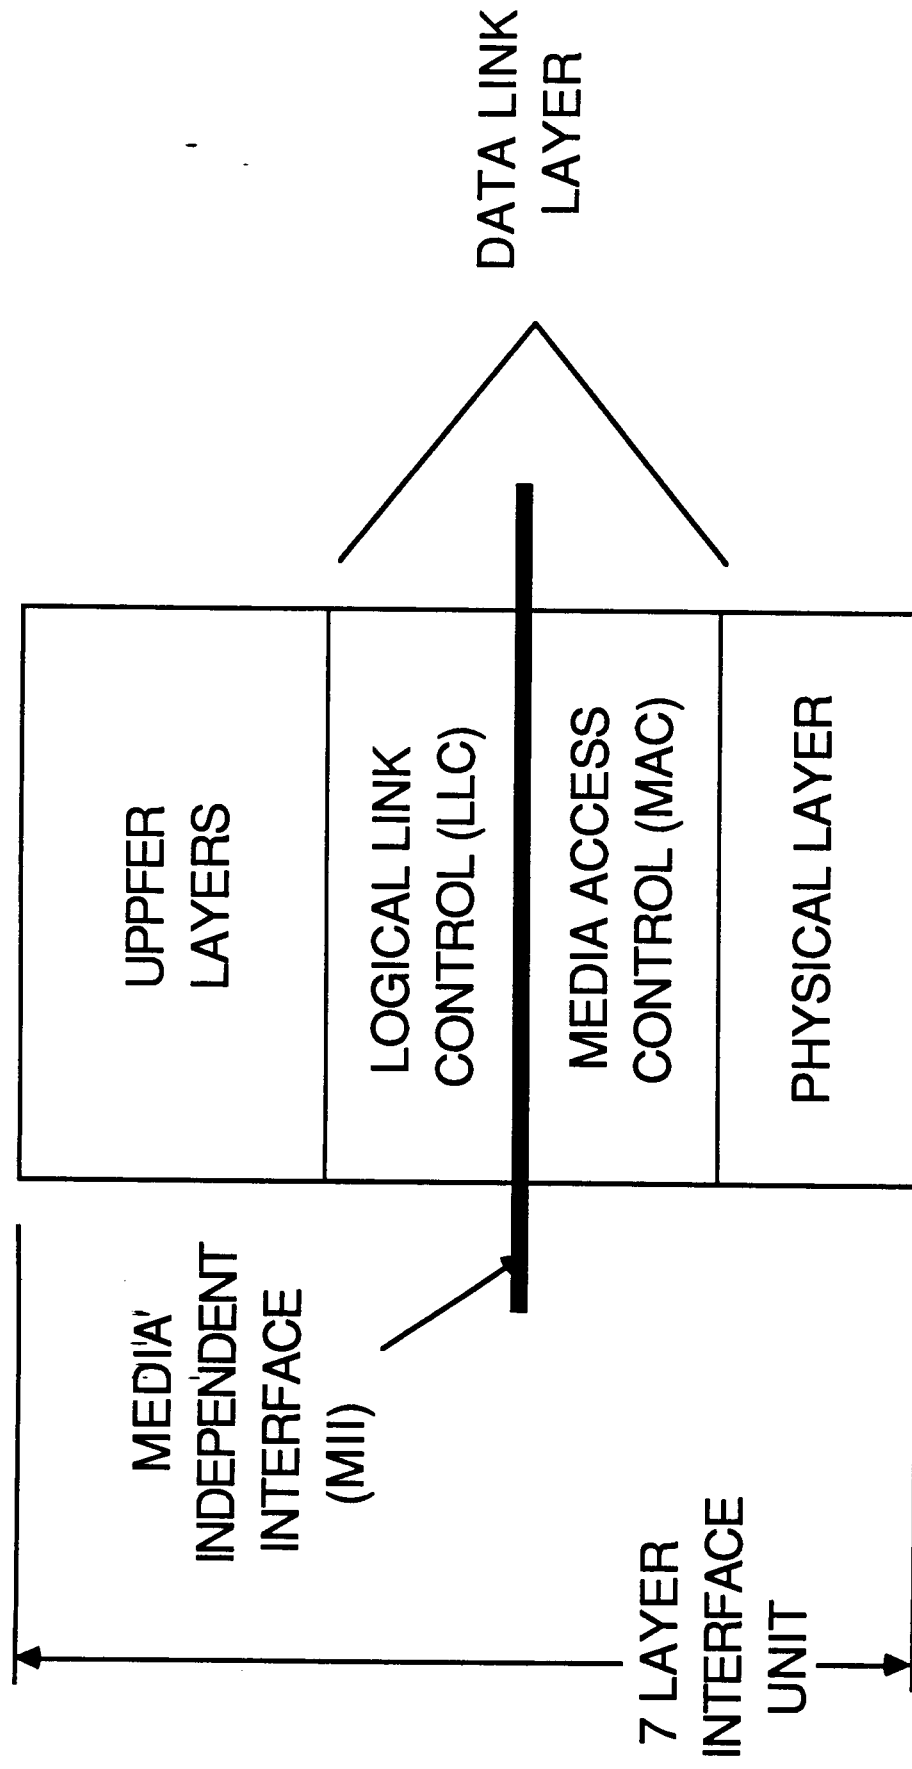 MEDIA
INDEPENDENT
INTERFACE
(MII)
7 LAYER
INTERFACE
UNIT
UPPFER
LAYERS
LOGICAL LINK
CONTROL (LLC)
MEDIA ACCESS
CONTROL (MAC)
PHYSICAL LAYER
DATA LINK
LAYER